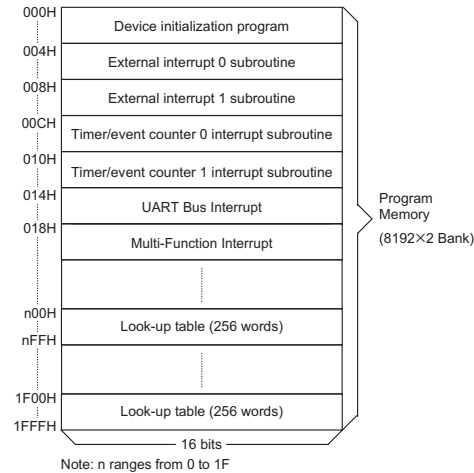 000H
Device initialization program
004H
External interrupt 0 subroutine
008H
External interrupt 1 subroutine
00CH
Timer/event counter 0 interrupt subroutine
010H
Timer/event counter 1 interrupt subroutine
014H
UART Bus Interrupt
018H
Multi-Function Interrupt
Program
Memory
(8192×2 Bank)
n00H
Look-up table (256 words)
nFFH
1F00H
Look-up table (256 words)
1FFFH
16 bits
Note: n ranges from 0 to 1F